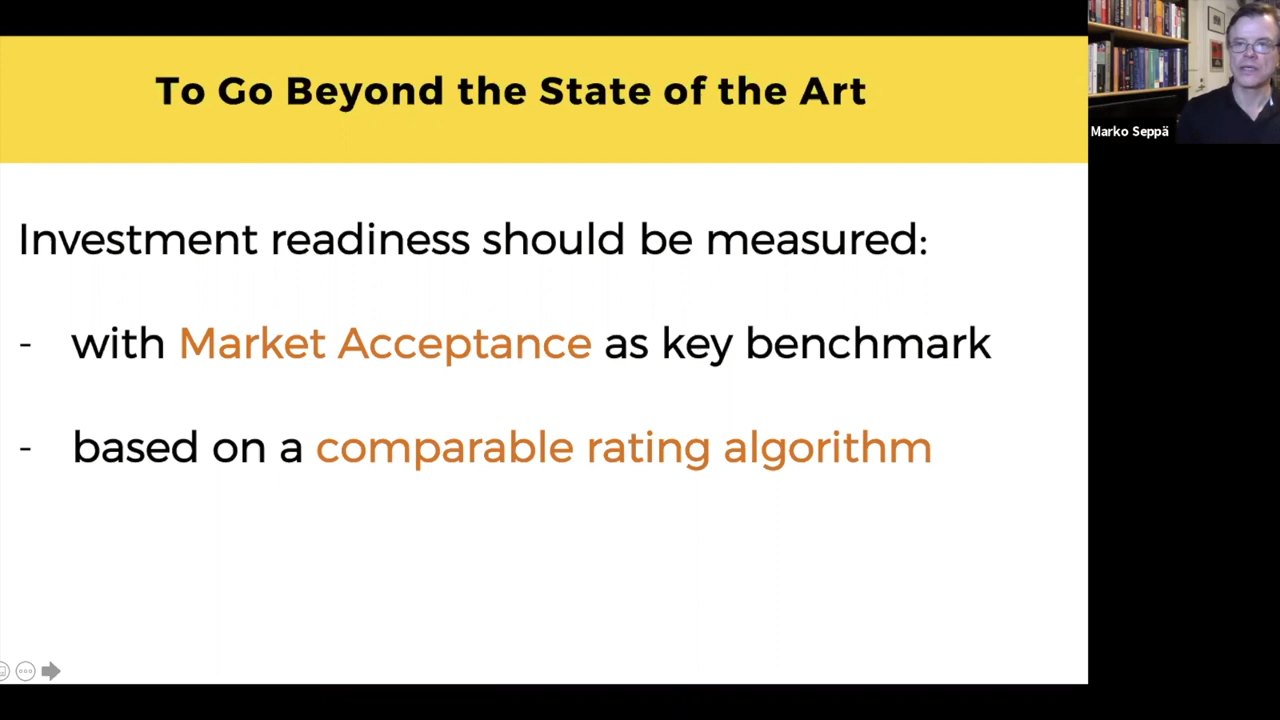 To Go Beyond the State of the Art
Marko Seppä
Investment readiness should be measured:
- with Market Acceptance as key benchmark
- based on a comparable rating algorithm